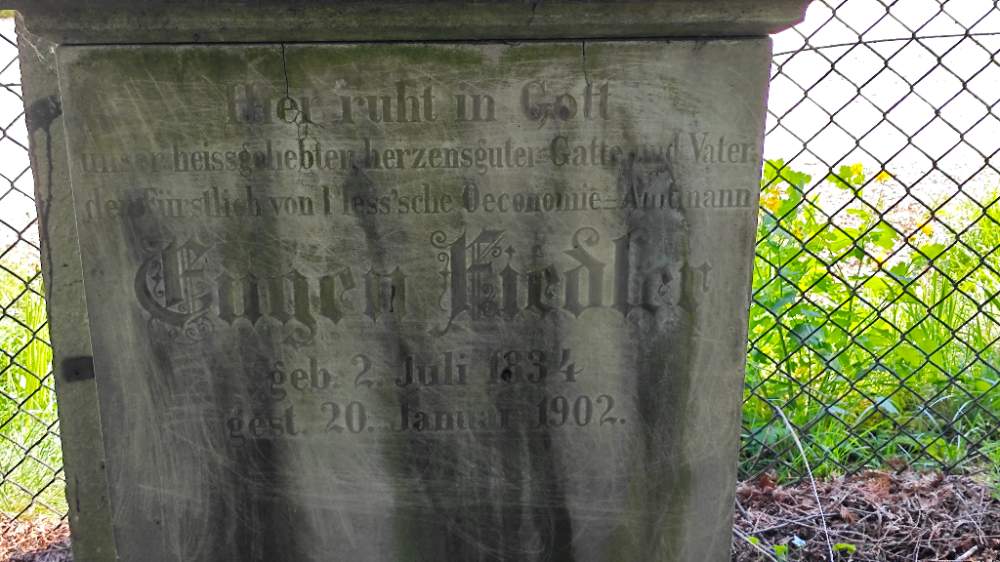 Hier ruht in Gott
unser heissgeliebter herzensguter Gatte und Vater
der Fürstlich von Pless'sche Oeconomie-Amtmann
Eugen Fiedler
geb. 2. Juli 1834
gest. 20. Januar 1902.